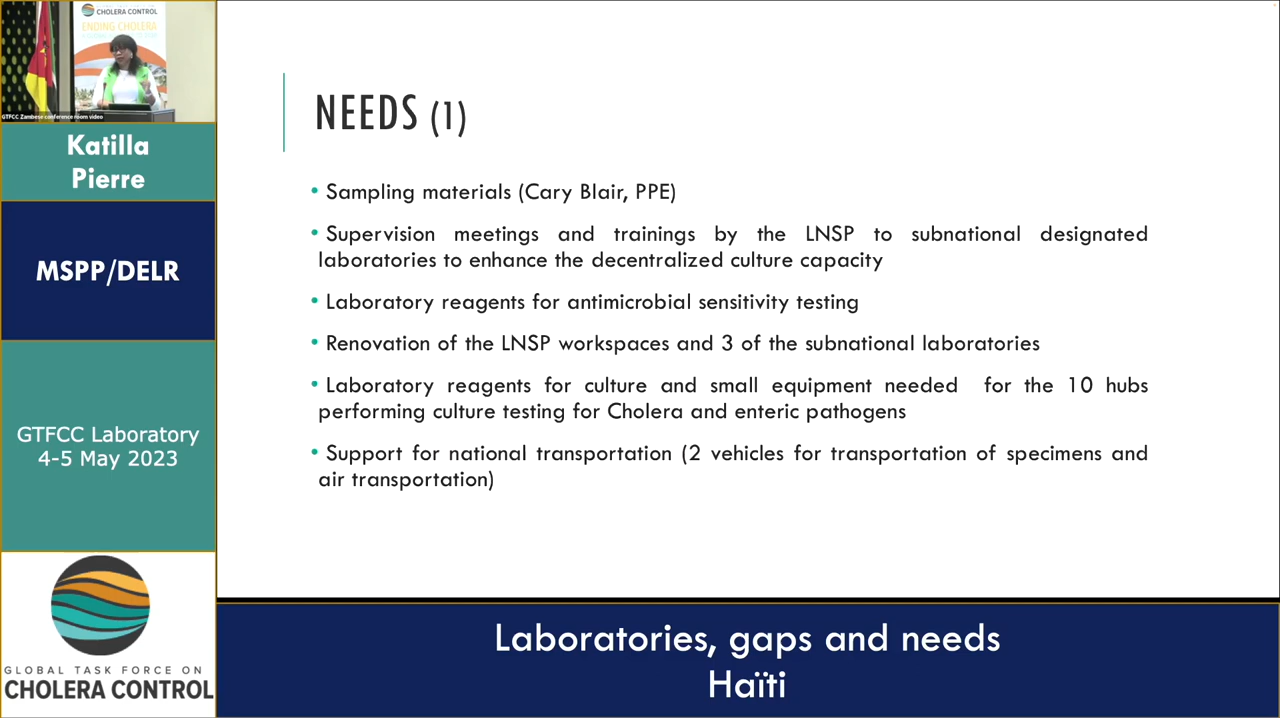 CHOLERA CONTROL
ENDING CHOLERA
GTFCC Zambese conference room video
Katilla
Pierre
MSPP/DELR
GTFCC Laboratory
4-5 May 2023
GLOBAL TASK FORCE ON
CHOLERA CONTROL
NEEDS (1)
• Sampling materials (Cary Blair, PPE)
• Supervision meetings and trainings by the LNSP to subnational designated
laboratories to enhance the decentralized culture capacity
• Laboratory reagents for antimicrobial sensitivity testing
• Renovation of the LNSP workspaces and 3 of the subnational laboratories
• Laboratory reagents for culture and small equipment needed for the 10 hubs
performing culture testing for Cholera and enteric pathogens
• Support for national transportation (2 vehicles for transportation of specimens and
air transportation)
Laboratories, gaps and needs
Haïti